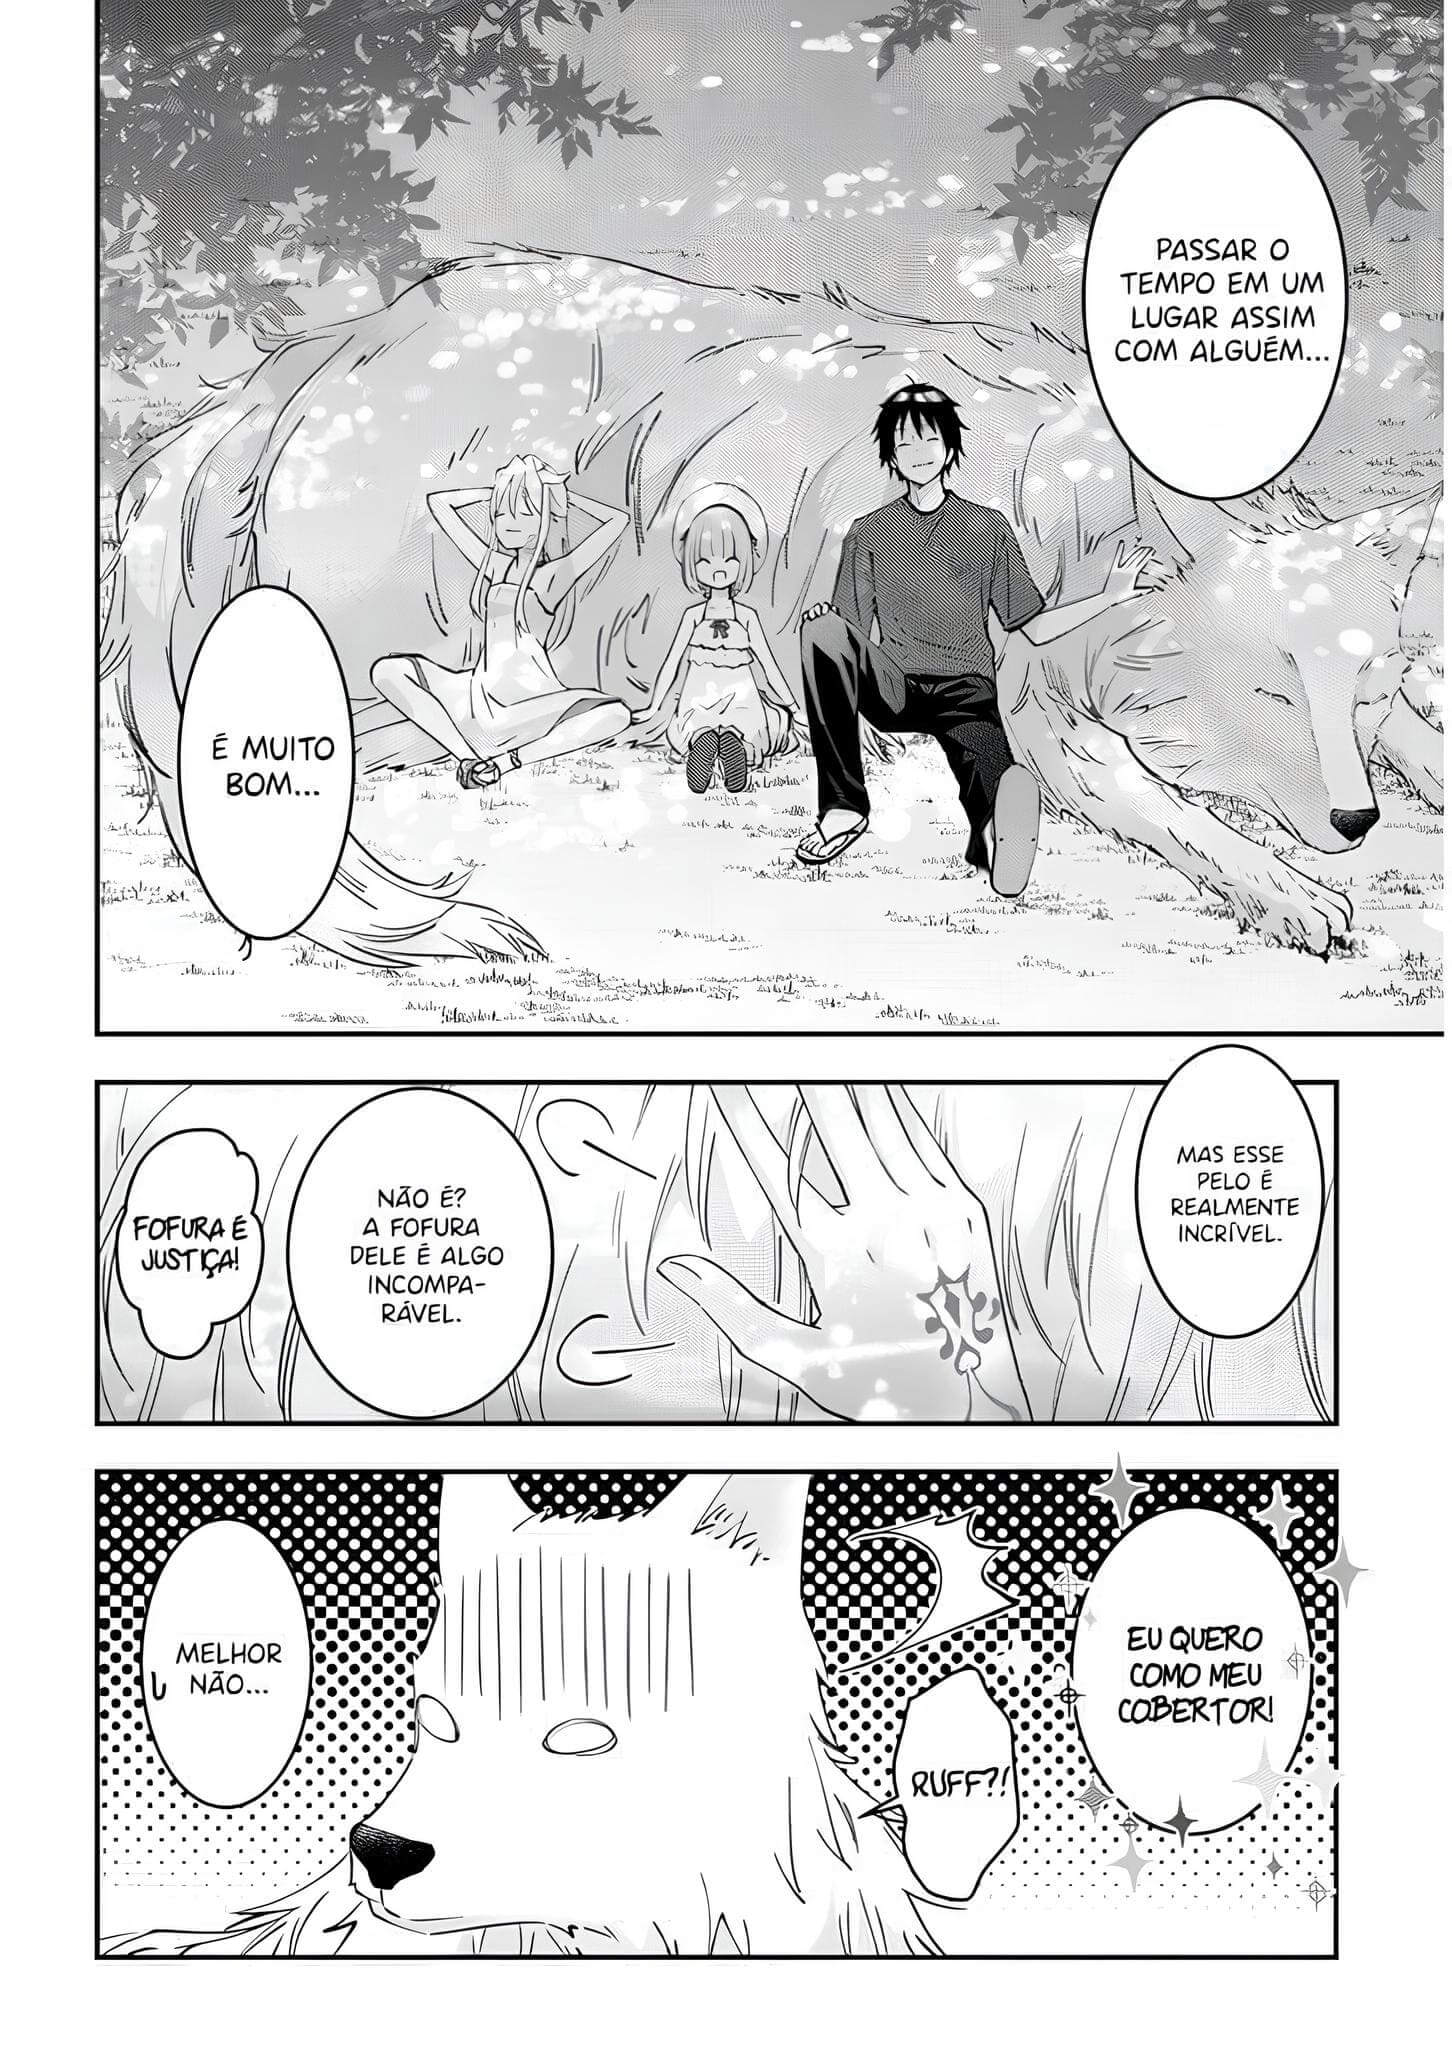 PASSAR O
TEMPO EM UM
LUGAR ASSIM
COM ALGUÉM...
É MUITO
BOM...
MAS ESSE
PELO É
REALMENTE
INCRÍVEL.
NÃO É?
A FOFURA
DELE É ALGO
INCOMPA-
RÁVEL.
FOFURA É
JUSTIÇA!
EU QUERO
COMO MEU
COBERTOR!
RUFF?!
MELHOR
NÃO...